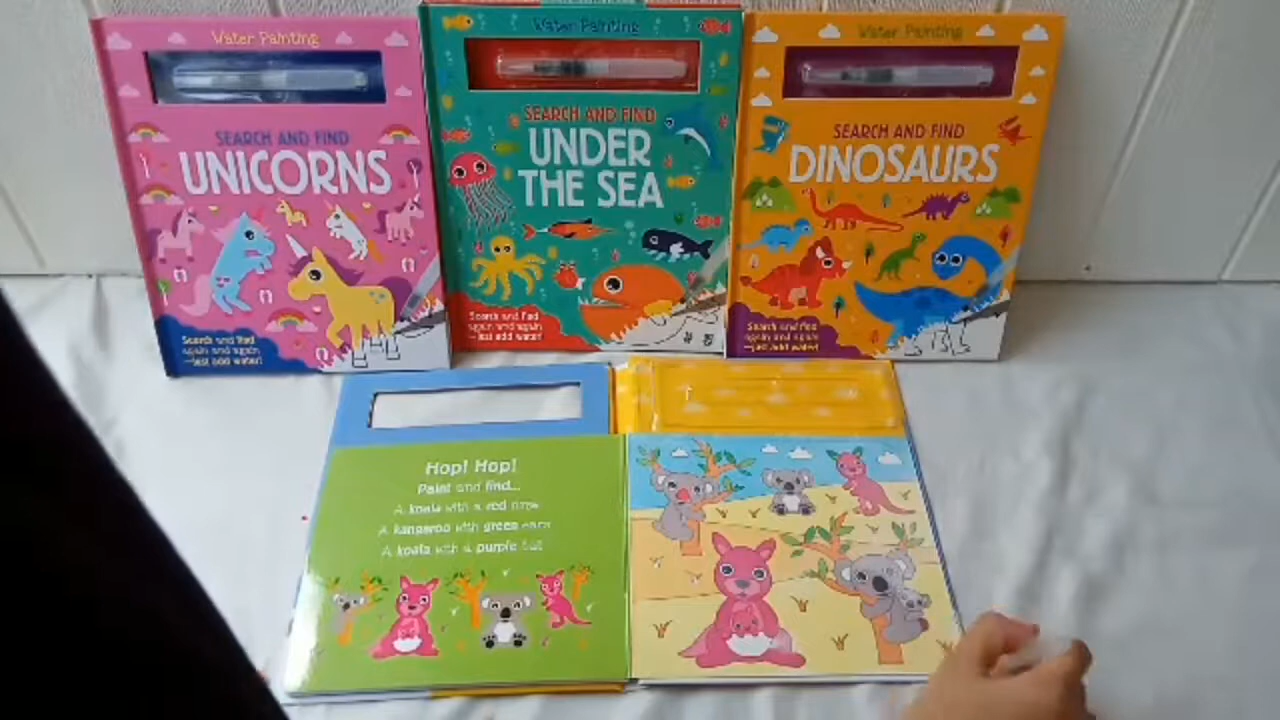 Water Painting
SEARCH AND FIND
UNICORNS
Search and find
again and again
—just add water!
Water Painting
SEARCH AND FIND
UNDER
THE SEA
Search and find
again and again
—just add water!
Water Painting
SEARCH AND FIND
DINOSAURS
Search and find
again and again
—just add water!
Hop! Hop!
Paint and find...
A koala with a red nose
A kangaroo with green ears
A koala with a purple